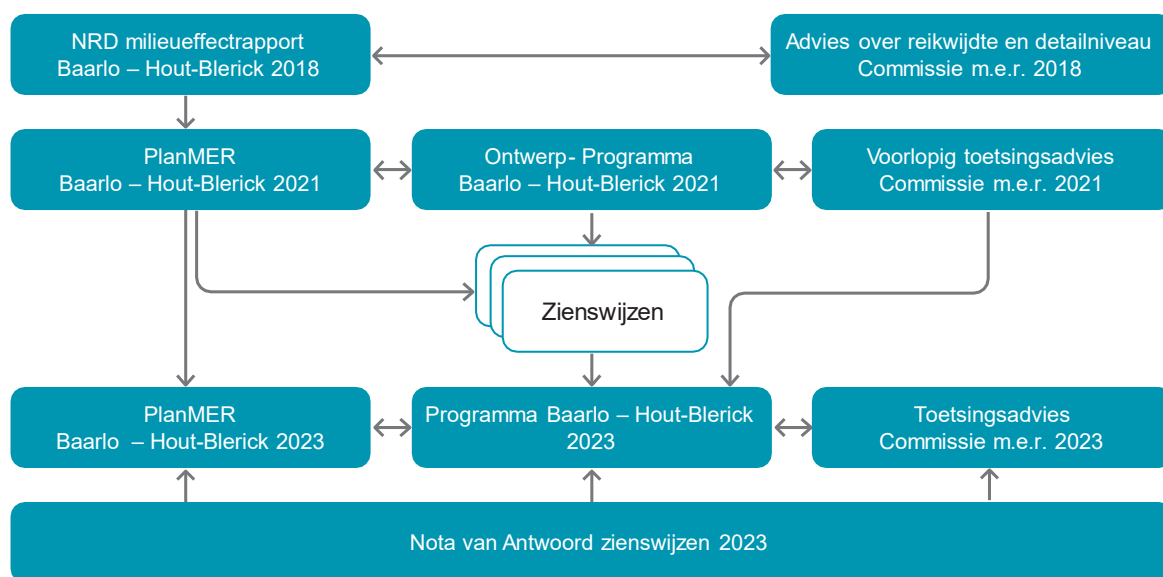 NRD milieueffectrapport
Baarlo – Hout-Blerick 2018
Advies over reikwijdte en detailniveau
Commissie m.e.r. 2018
PlanMER
Baarlo – Hout-Blerick 2021
Ontwerp- Programma
Baarlo – Hout-Blerick 2021
Voorlopig toetsingsadvies
Commissie m.e.r. 2021
Zienswijzen
PlanMER
Baarlo – Hout-Blerick 2023
Programma Baarlo – Hout-Blerick
2023
Toetsingsadvies
Commissie m.e.r. 2023
Nota van Antwoord zienswijzen 2023